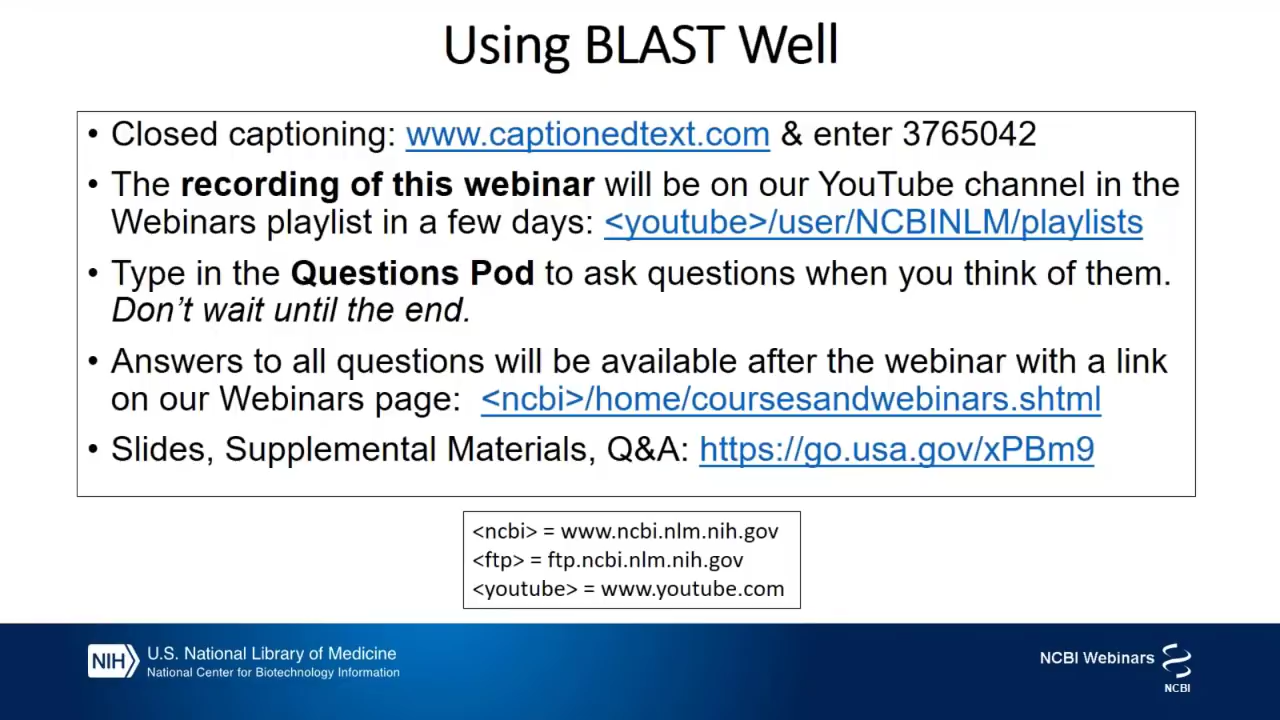 Using BLAST Well
• Closed captioning: www.captionedtext.com & enter 3765042
• The recording of this webinar will be on our YouTube channel in the
Webinars playlist in a few days: <youtube>/user/NCBINLM/playlists
• Type in the Questions Pod to ask questions when you think of them.
Don’t wait until the end.
• Answers to all questions will be available after the webinar with a link
on our Webinars page: <ncbi>/home/coursesandwebinars.shtml
• Slides, Supplemental Materials, Q&A: https://go.usa.gov/xPBm9
<ncbi> = www.ncbi.nlm.nih.gov
<ftp> = ftp.ncbi.nlm.nih.gov
<youtube> = www.youtube.com
NIH
U.S. National Library of Medicine
National Center for Biotechnology Information
NCBI Webinars
NCBI